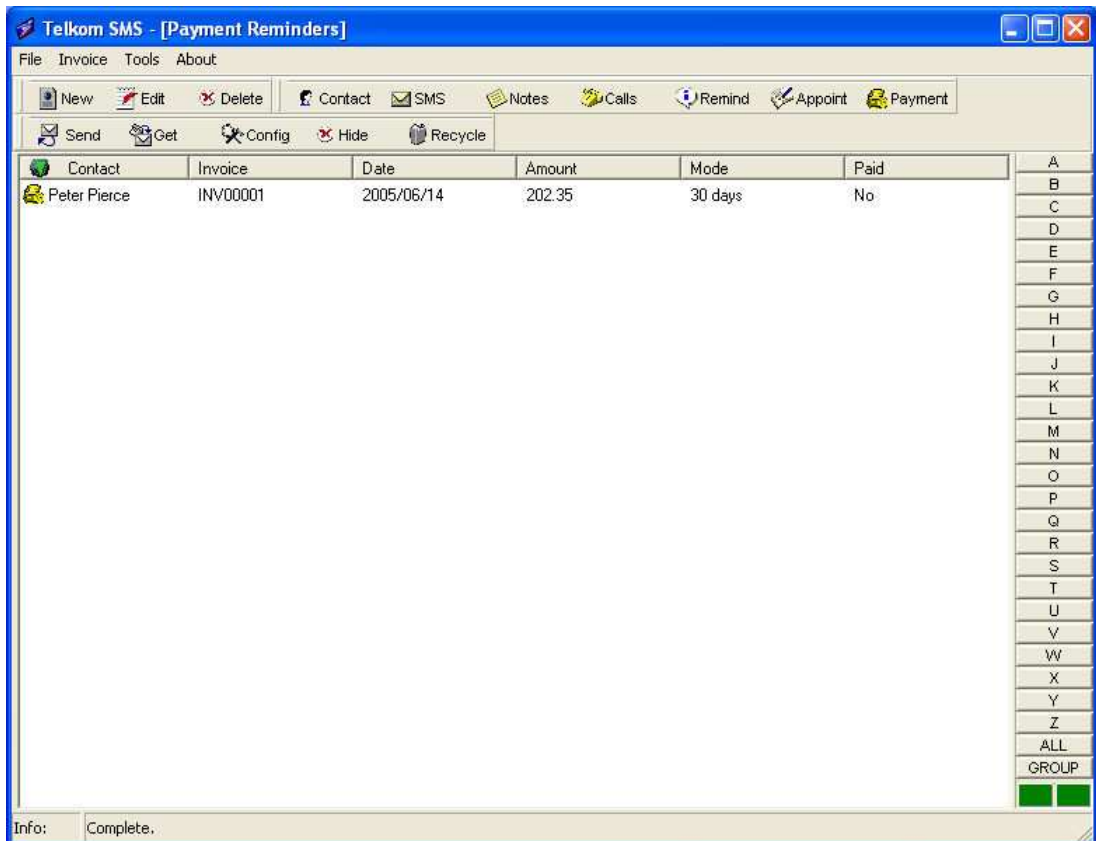 Telkom SMS - [Payment Reminders]
File Invoice Tools About
New Edit Delete Contact SMS Notes Calls Remind Appoint Payment
Send Get Config Hide Recycle
Contact Invoice Date Amount Mode Paid
Peter Pierce INV00001 2005/06/14 202.35 30 days No
A
B
C
D
E
F
G
H
I
J
K
L
M
N
O
P
Q
R
S
T
U
V
W
X
Y
Z
ALL
GROUP
Info: Complete.